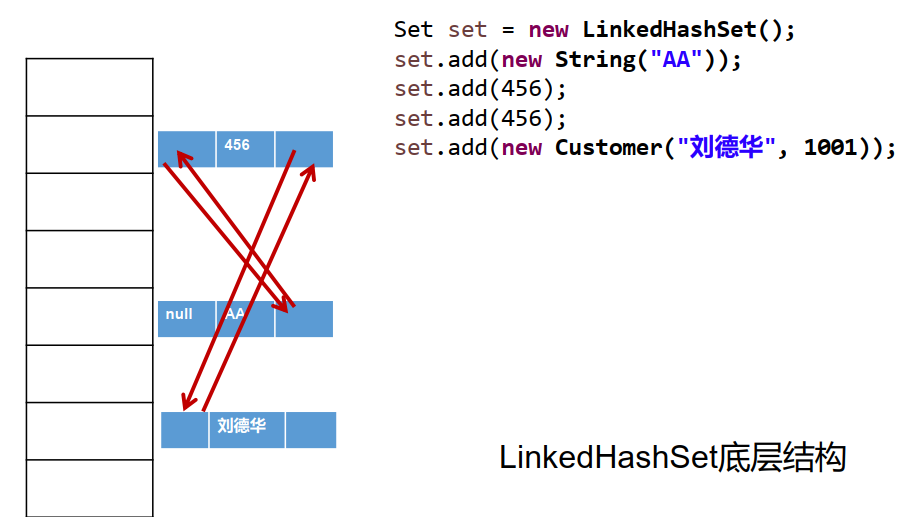 Set set = new LinkedHashSet();
set.add(new String("AA"));
set.add(456);
set.add(456);
set.add(new Customer("刘德华", 1001));
456
null AA
刘德华
LinkedHashSet底层结构